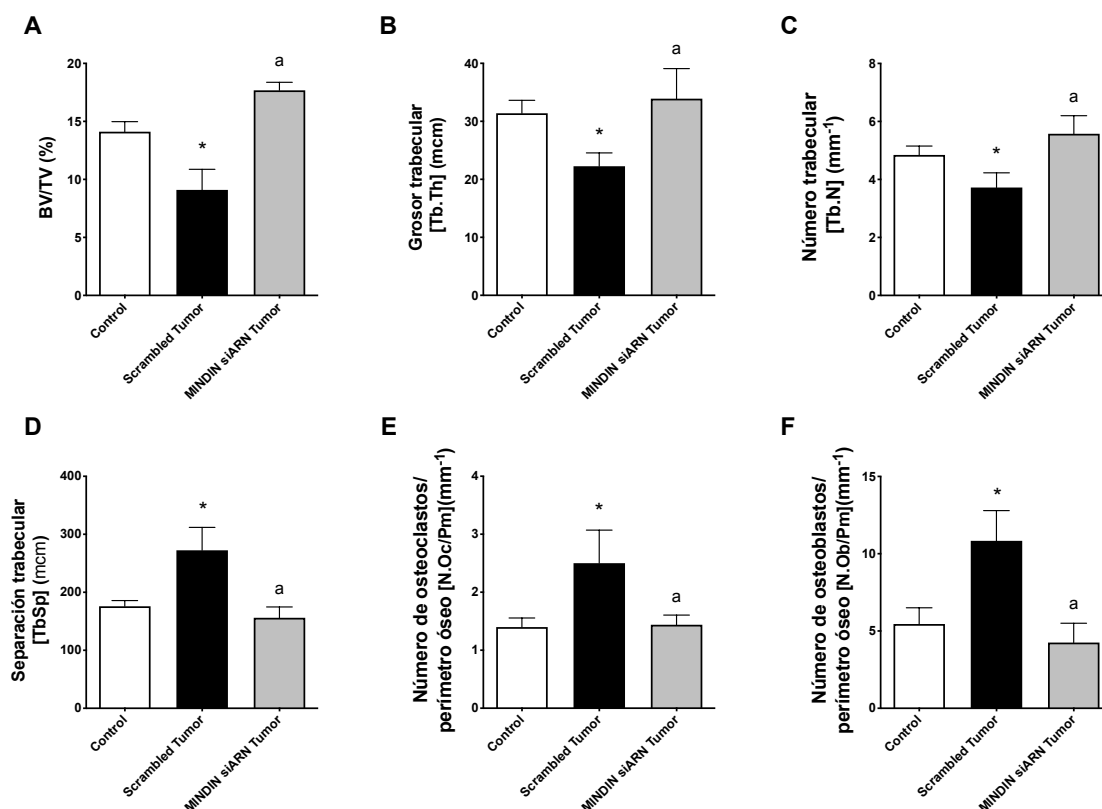 A
BV/TV (%)
20
15
10
5
0
*
a
Control
Scrambled Tumor
MINDIN siARN Tumor
B
Grosor trabecular
[Tb.Th] (mcm)
40
30
20
10
0
*
a
Control
Scrambled Tumor
MINDIN siARN Tumor
C
Número trabecular
[Tb.N] (mm⁻¹)
8
6
4
2
0
*
a
Control
Scrambled Tumor
MINDIN siARN Tumor
D
Separación trabecular
[TbSp] (mcm)
400
300
200
100
0
*
a
Control
Scrambled Tumor
MINDIN siARN Tumor
E
Número de osteoclastos/
perímetro óseo [N.Oc/Pm](mm⁻¹)
4
3
2
1
0
*
a
Control
Scrambled Tumor
MINDIN siARN Tumor
F
Número de osteoblastos/
perímetro óseo [N.Ob/Pm](mm⁻¹)
15
10
5
0
*
a
Control
Scrambled Tumor
MINDIN siARN Tumor